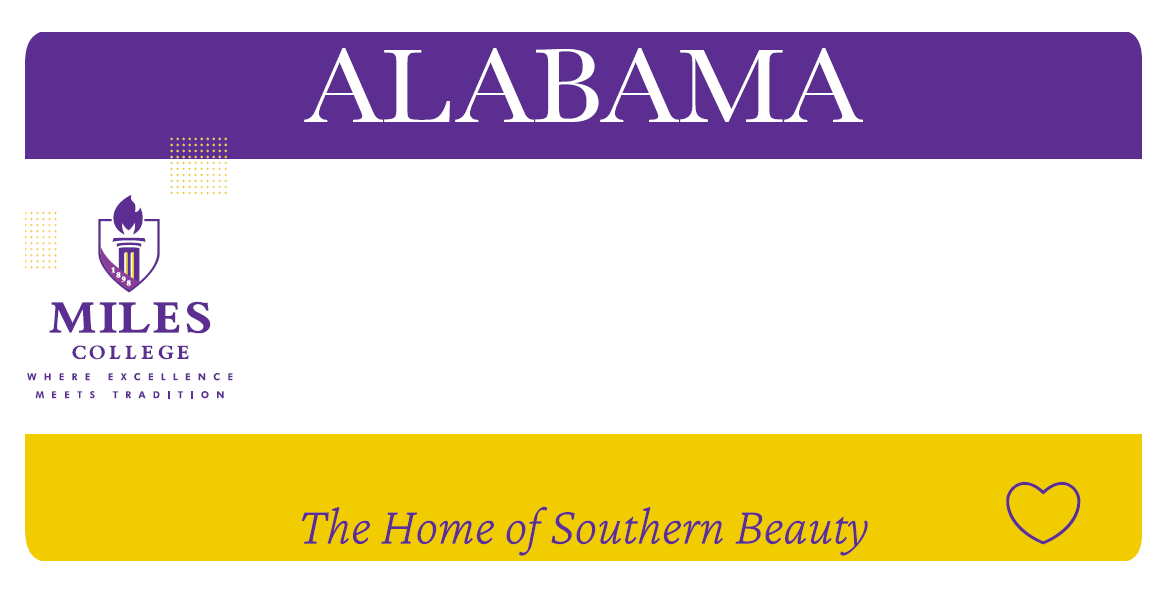 ALABAMA
1898
MILES
COLLEGE
WHERE EXCELLENCE
MEETS TRADITION
The Home of Southern Beauty